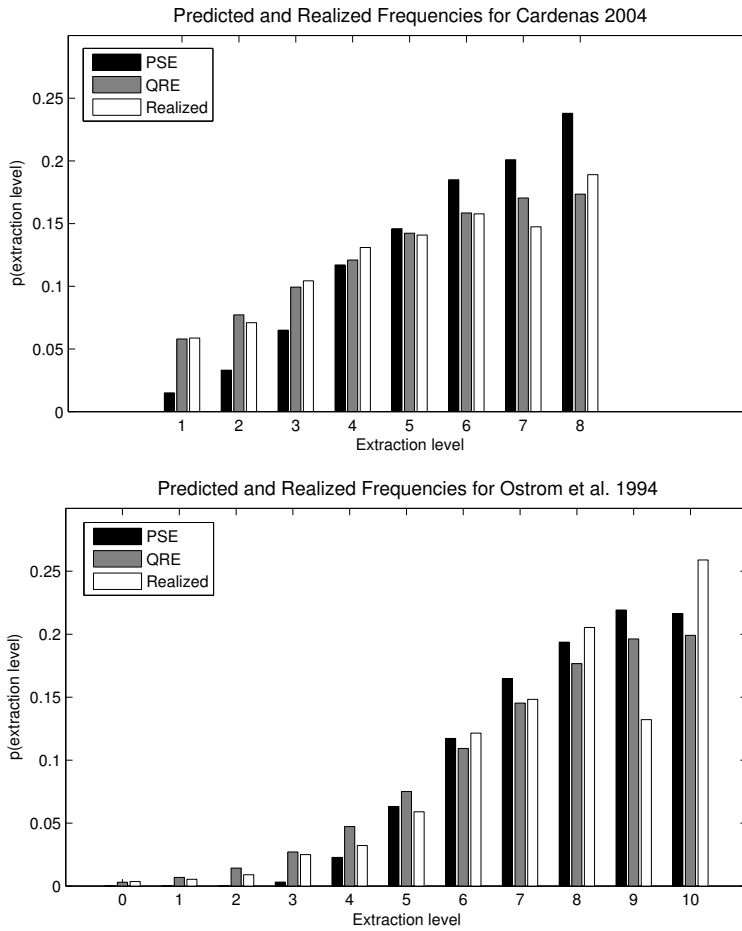 Predicted and Realized Frequencies for Cardenas 2004
PSE
QRE
Realized
0.25
0.2
0.15
0.1
0.05
0
p(extraction level)
1 2 3 4 5 6 7 8
Extraction level
Predicted and Realized Frequencies for Ostrom et al. 1994
PSE
QRE
Realized
0.25
0.2
0.15
0.1
0.05
0
p(extraction level)
0 1 2 3 4 5 6 7 8 9 10
Extraction level